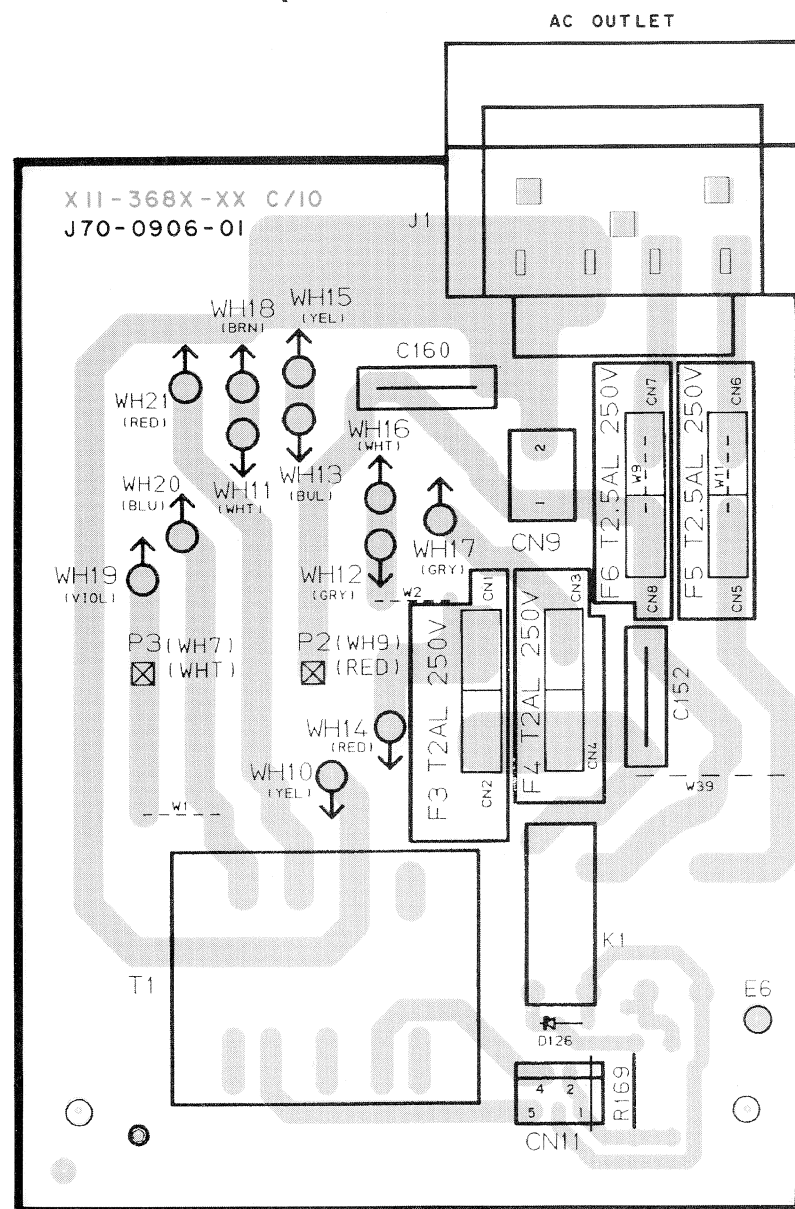 AC OUTLET
X11-368X-XX C/10
J70-0906-01
J1
WH15
(YEL)
WH18
(BRN)
C160
WH21
(RED)
WH16
(WHT)
WH20
(BLU)
WH11
(WHT)
WH13
(BUL)
WH17
(GRY)
WH19
(VIOL)
WH12
(GRY)
W2
2
1
CN9
F6 T2.5AL 250V
CN7
W9
CN8
F5 T2.5AL 250V
CN6
W11
CN5
P3(WH7)
(WHT)
P2(WH9)
(RED)
F3 T2AL 250V
CN1
CN2
F4 T2AL 250V
CN3
CN4
C152
WH14
(RED)
WH10
(YEL)
W1
W39
K1
T1
E6
D126
4 2
5 1
CN11
R169